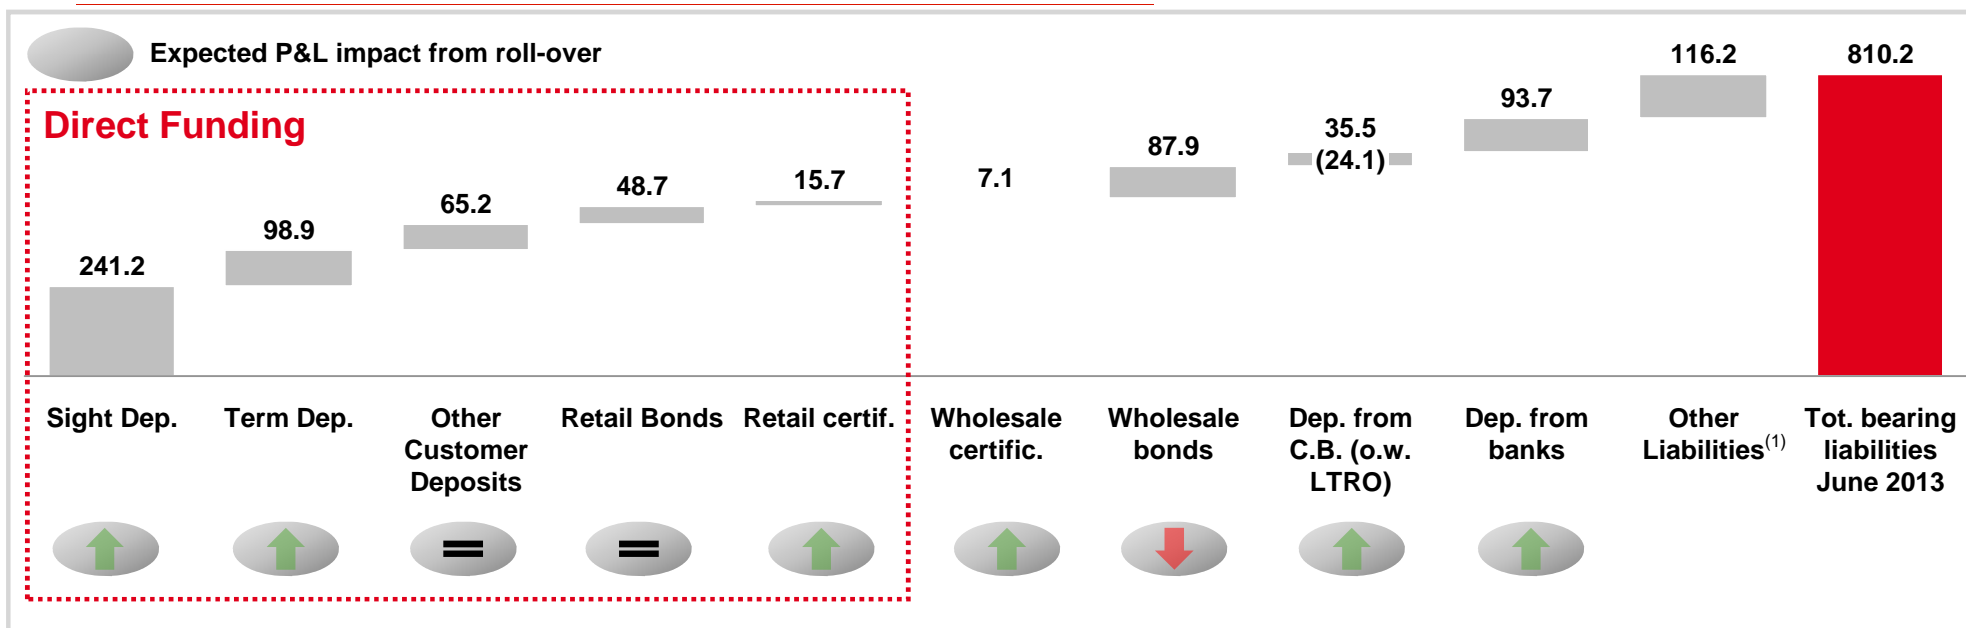 Expected P&L impact from roll-over
Direct Funding
241.2
98.9
65.2
48.7
15.7
7.1
87.9
35.5
(24.1)
93.7
116.2
810.2
Sight Dep.
Term Dep.
Other
Customer
Deposits
Retail Bonds
Retail certif.
Wholesale
certific.
Wholesale
bonds
Dep. from
C.B. (o.w.
LTRO)
Dep. from
banks
Other
Liabilities(1)
Tot. bearing
liabilities
June 2013
=
=